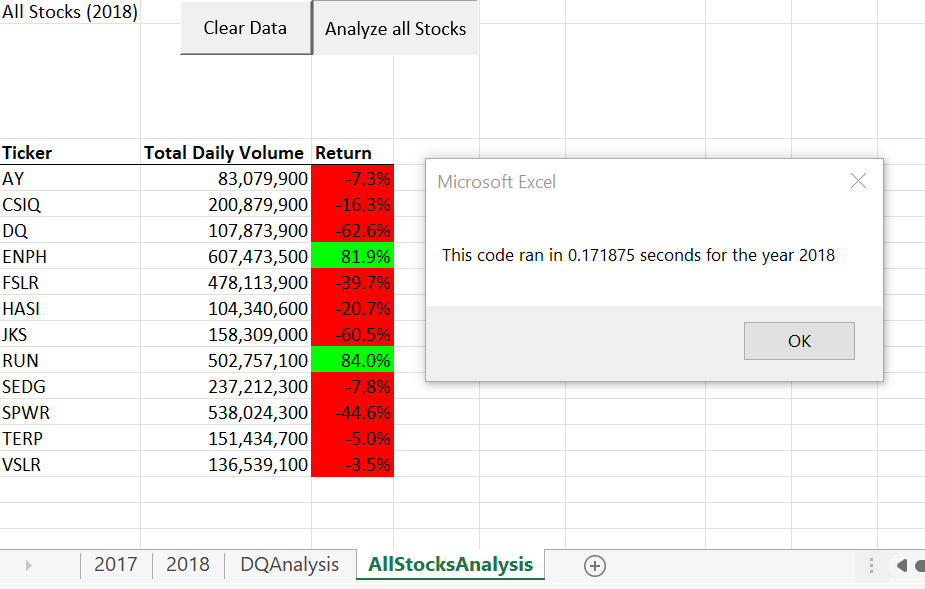 All Stocks (2018)
Clear Data
Analyze all Stocks
Ticker Total Daily Volume Return
AY 83,079,900 -7.3%
CSIQ 200,879,900 -16.3%
DQ 107,873,900 -62.6%
ENPH 607,473,500 81.9%
FSLR 478,113,900 -39.7%
HASI 104,340,600 -20.7%
JKS 158,309,000 -60.5%
RUN 502,757,100 84.0%
SEDG 237,212,300 -7.8%
SPWR 538,024,300 -44.6%
TERP 151,434,700 -5.0%
VSLR 136,539,100 -3.5%
Microsoft Excel
This code ran in 0.171875 seconds for the year 2018
OK
2017 2018 DQAnalysis AllStocksAnalysis